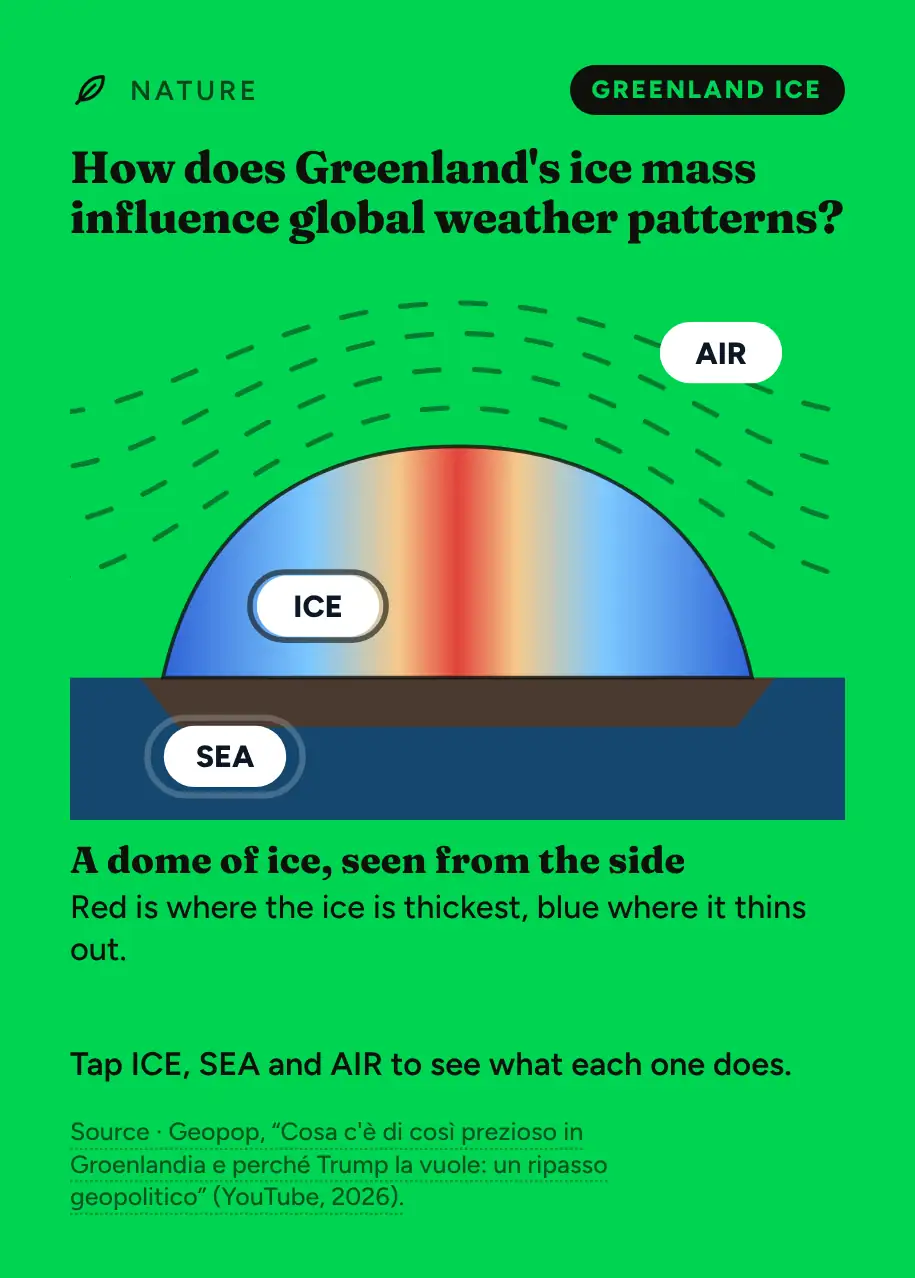 NATURE
GREENLAND ICE
How does Greenland's ice mass
influence global weather patterns?
AIR
ICE
SEA
A dome of ice, seen from the side
Red is where the ice is thickest, blue where it thins
out.
Tap ICE, SEA and AIR to see what each one does.
Source · Geopop, “Cosa c'è di così prezioso in
Groenlandia e perché Trump la vuole: un ripasso
geopolitico” (YouTube, 2026).